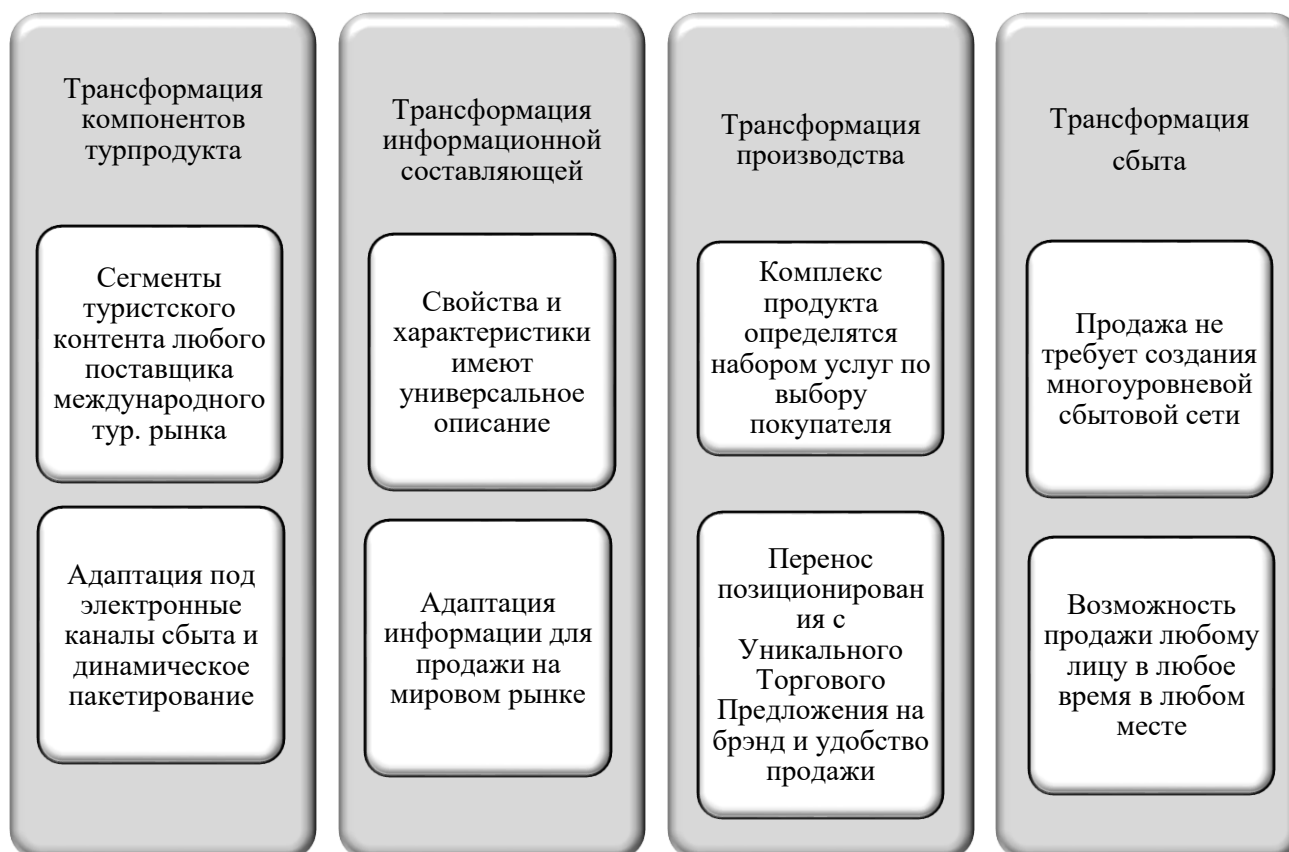 Трансформация
компонентов
турпродукта
Сегменты
туристского
контента любого
поставщика
международного
тур. рынка
Адаптация под
электронные
каналы сбыта и
динамическое
пакетирование
Трансформация
информационной
составляющей
Свойства и
характеристики
имеют
универсальное
описание
Адаптация
информации для
продажи на
мировом рынке
Трансформация
производства
Комплекс
продукта
определятся
набором услуг по
выбору
покупателя
Перенос
позиционирован
ия с
Уникального
Торгового
Предложения на
брэнд и удобство
продажи
Трансформация
сбыта
Продажа не
требует создания
многоуровневой
сбытовой сети
Возможность
продажи любому
лицу в любое
время в любом
месте